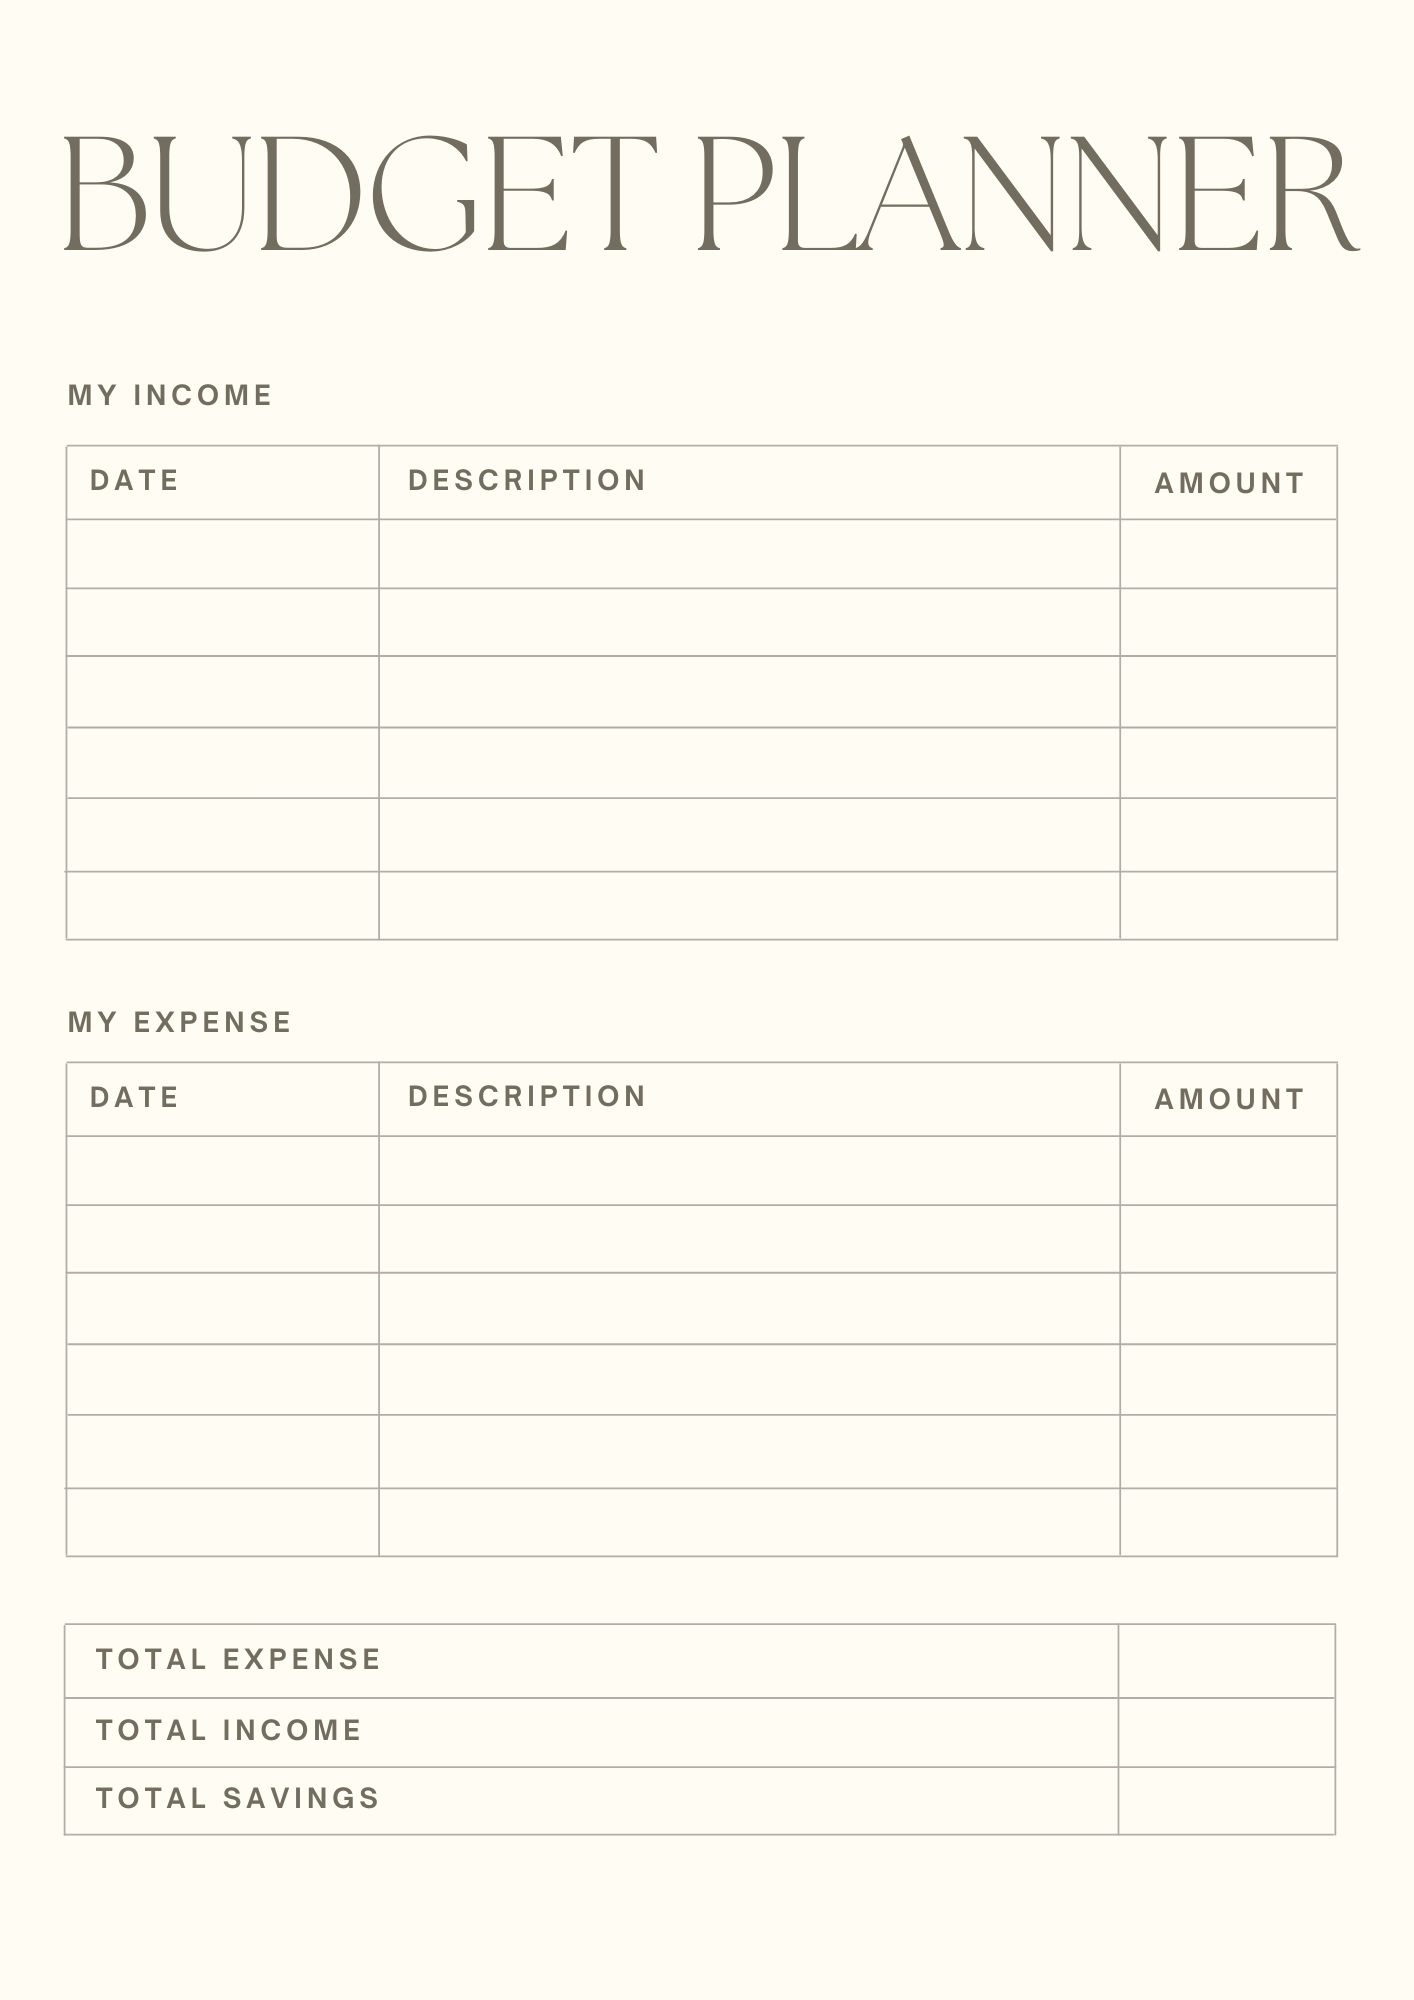 BUDGET PLANNER
MY INCOME
DATE DESCRIPTION AMOUNT
MY EXPENSE
DATE DESCRIPTION AMOUNT
TOTAL EXPENSE
TOTAL INCOME
TOTAL SAVINGS